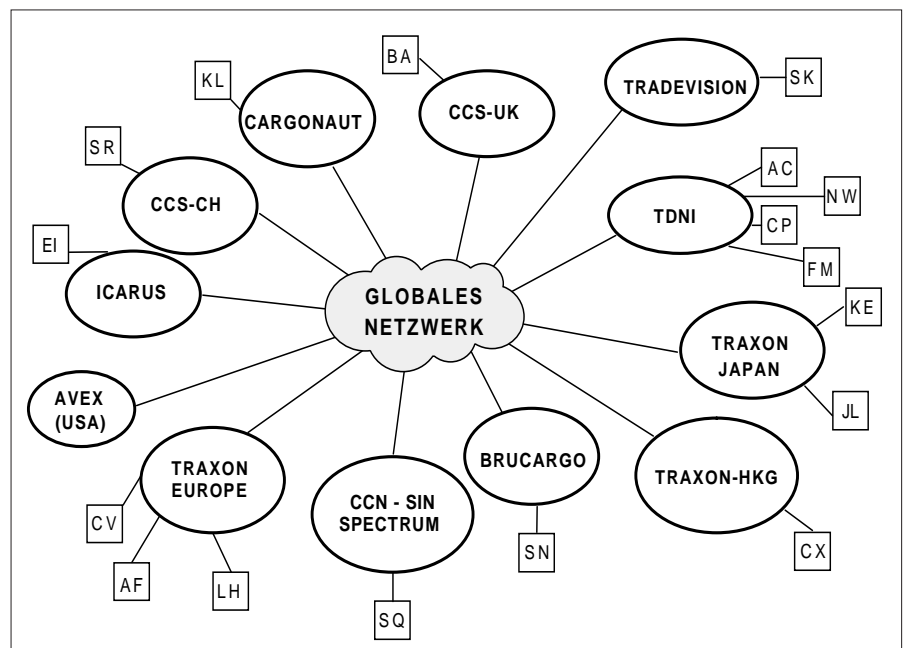 BA
KL
TRADEVISION
SK
CARGONAUT
CCS-UK
SR
AC
CCS-CH
NW
TDNI
CP
EI
FM
ICARUS
GLOBALES
NETZWERK
KE
TRAXON
JAPAN
AVEX
(USA)
JL
TRAXON
EUROPE
BRUCARGO
TRAXON-HKG
CCN - SIN
SPECTRUM
CV
SN
CX
AF
LH
SQ